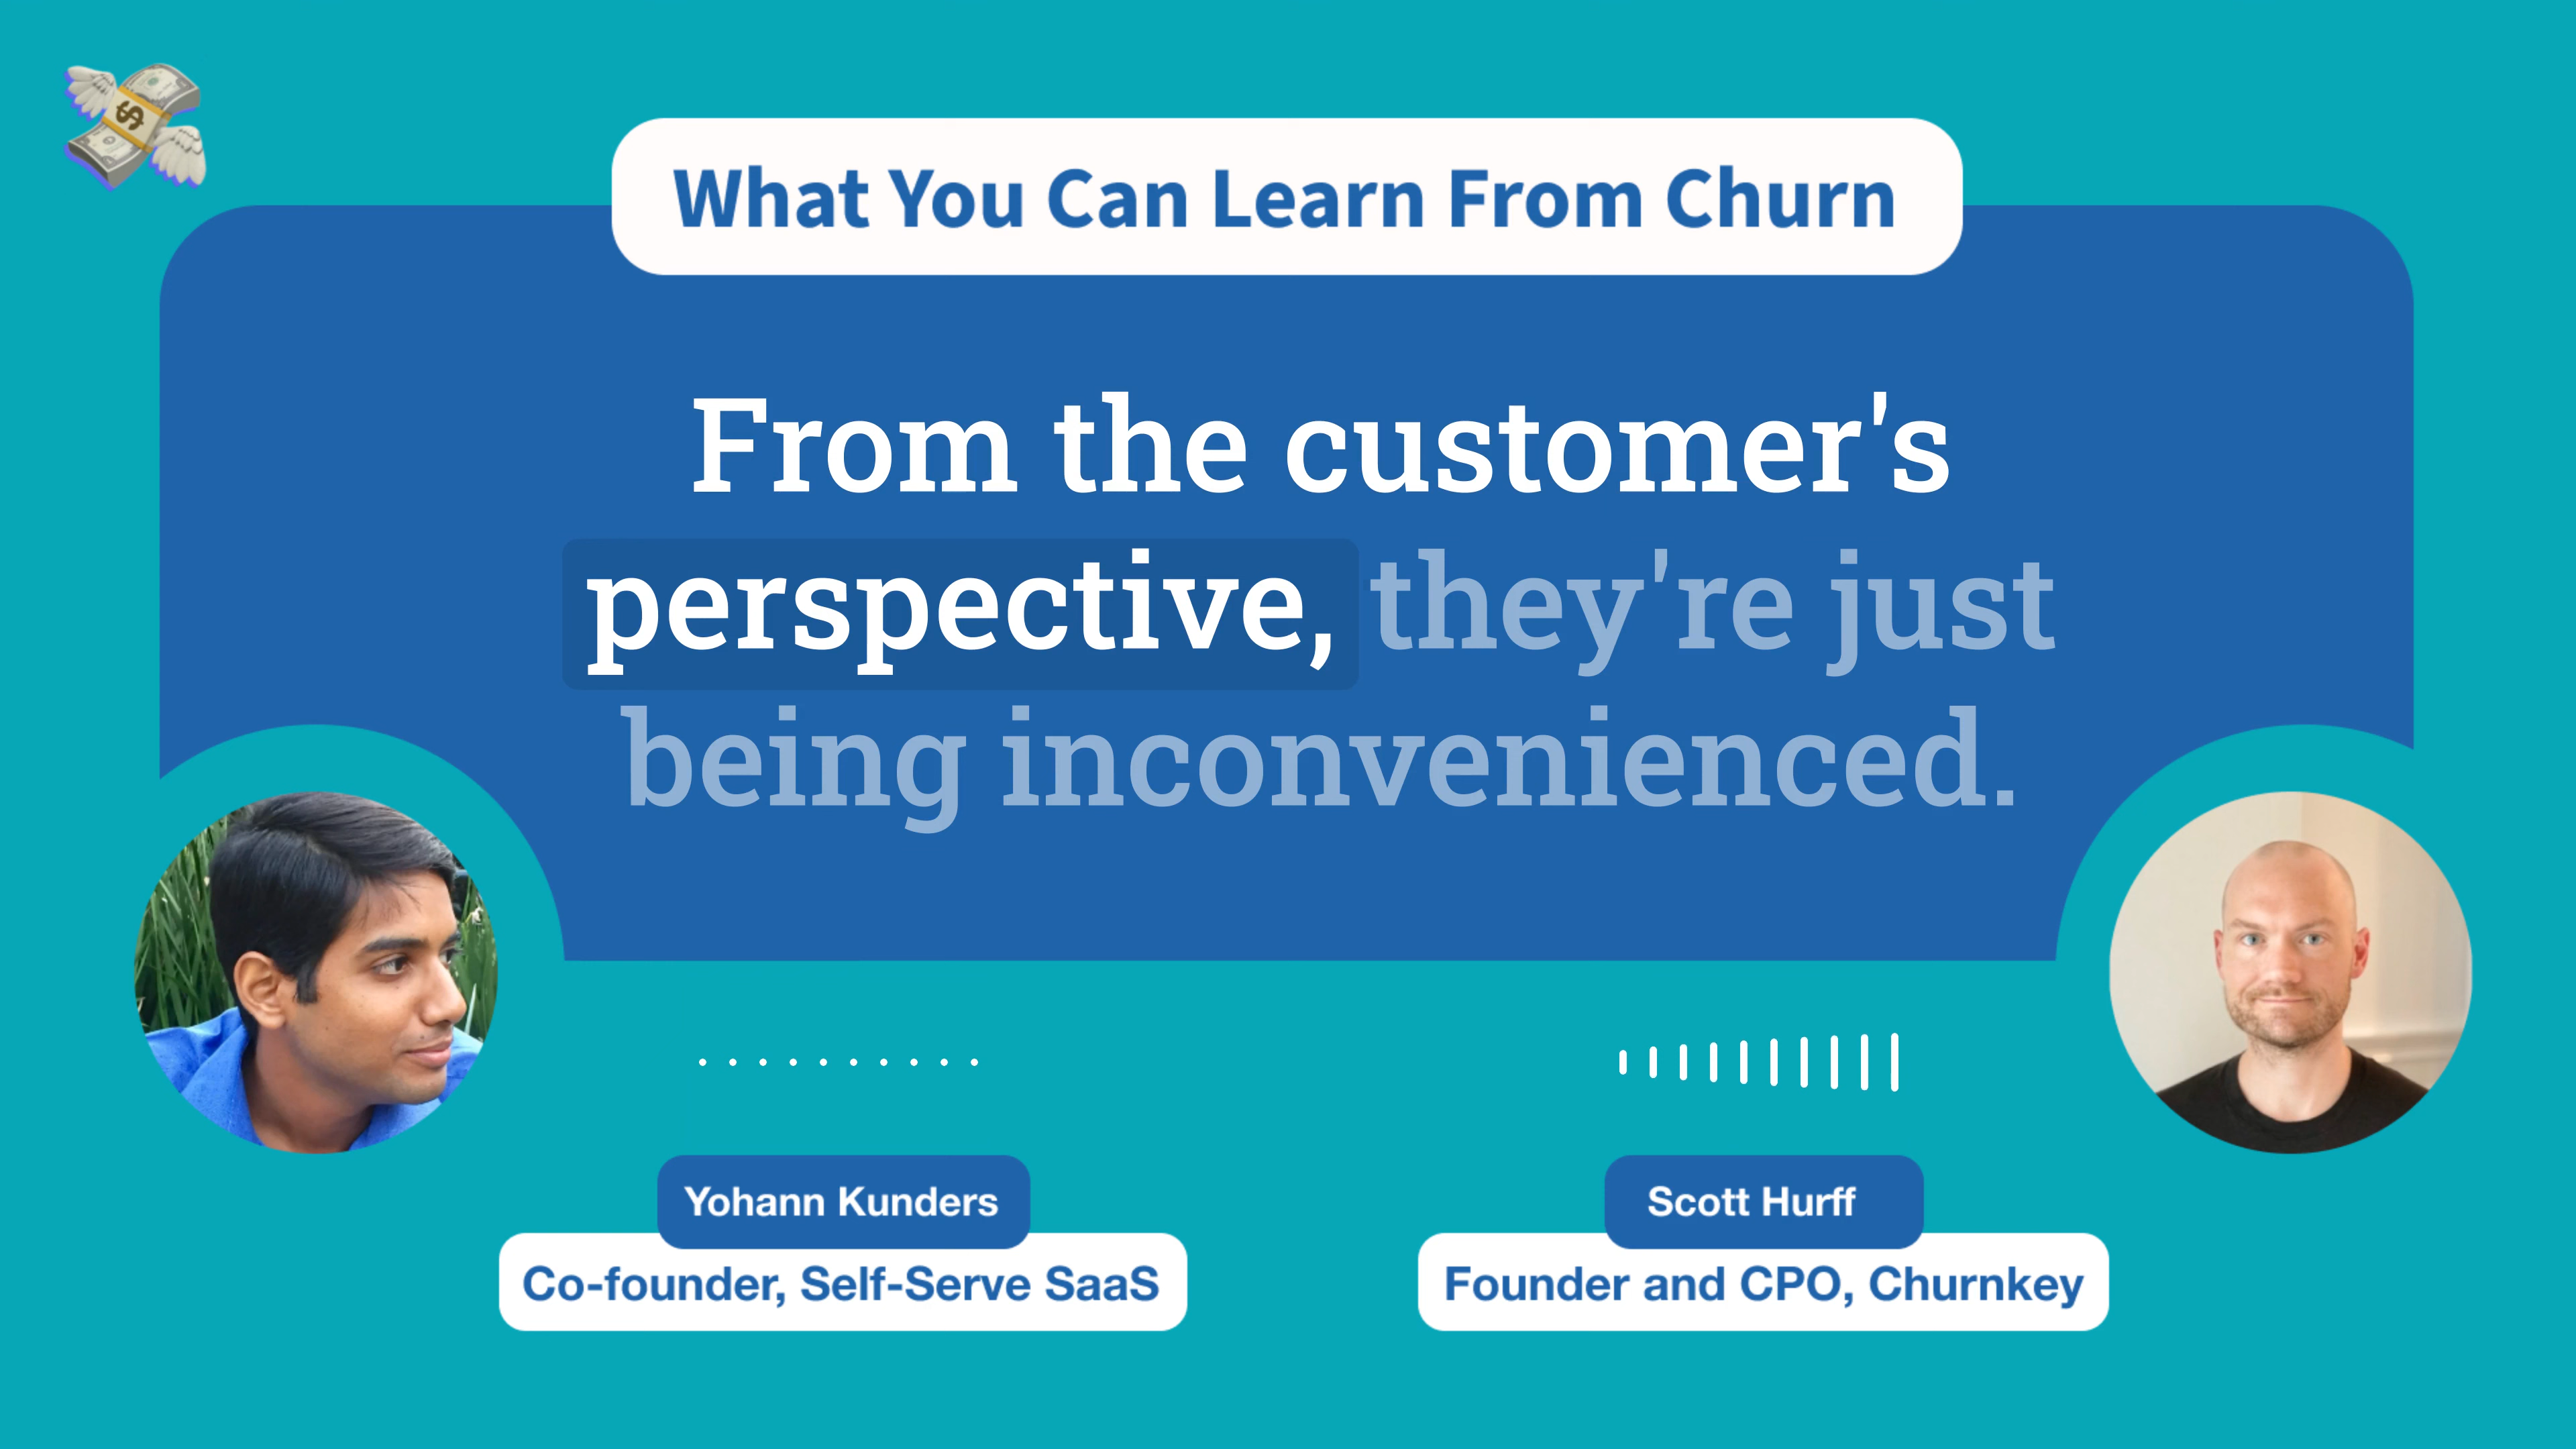 What You Can Learn From Churn
From the customer's
perspective, they're just
being inconvenienced.
Yohann Kunders
Co-founder, Self-Serve SaaS
Scott Hurff
Founder and CPO, Churnkey